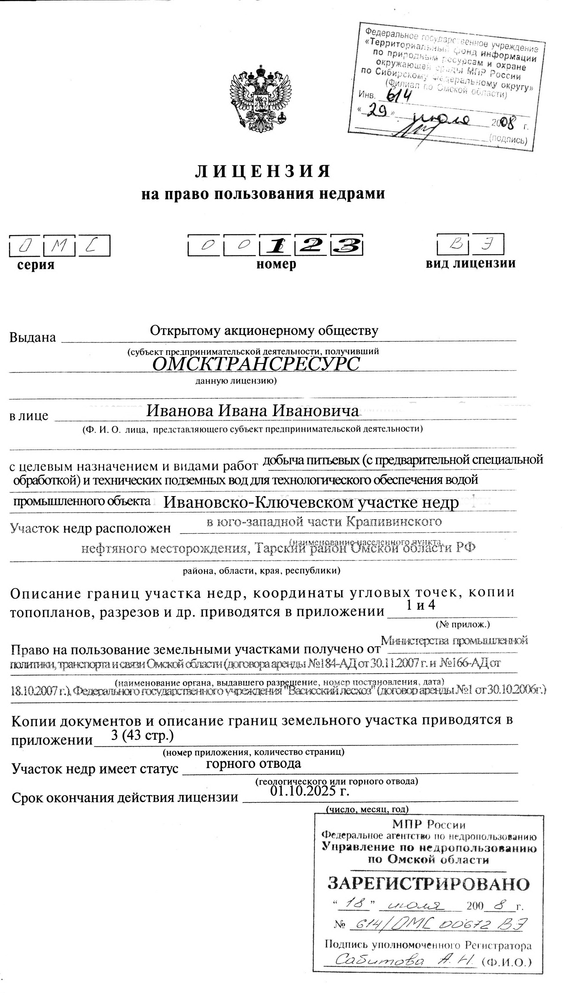 Федеральное государственное учреждение
«Территориальный фонд информации
по природным ресурсам и охране
окружающей среды МПР России
по Сибирскому Федеральному округу»
(Филиал по Омской области)
Инв. 614
« 29 » июля 2008 г.
(подпись)
ЛИЦЕНЗИЯ
на право пользования недрами
ОМС 00123 ВЭ
серия номер вид лицензии
Выдана Открытому акционерному обществу
(субъект предпринимательской деятельности, получивший
ОМСКТРАНСРЕСУРС
данную лицензию)
в лице Иванова Ивана Ивановича
(Ф. И. О. лица, представляющего субъект предпринимательской деятельности)
с целевым назначением и видами работ добыча питьевых (с предварительной специальной
обработкой) и технических подземных вод для технологического обеспечения водой
промышленного объекта Ивановско-Ключевском участке недр
Участок недр расположен в юго-западной части Крапивинского
(наименование населенного пункта,
нефтяного месторождения, Тарский район Омской области РФ
района, области, края, республики)
Описание границ участка недр, координаты угловых точек, копии
топопланов, разрезов и др. приводятся в приложении 1 и 4
(№ прилож.)
Право на пользование земельными участками получено от Министерства промышленной
политики, транспорта и связи Омской области (договора аренды №184-АД от 30.11.2007 г. и №166-АД от
(наименование органа, выдавшего разрешение, номер постановления, дата)
18.10.2007 г.), Федерального государственного учреждения "Васисский лесхоз" (договор аренды №1 от 30.10.2006г.)
Копии документов и описание границ земельного участка приводятся в
приложении 3 (43 стр.)
(номер приложения, количество страниц)
Участок недр имеет статус горного отвода
(геологического или горного отвода)
Срок окончания действия лицензии 01.10.2025 г.
(число, месяц, год)
МПР России
Федеральное агентство по недропользованию
Управление по недропользованию
по Омской области
ЗАРЕГИСТРИРОВАНО
“ 18 ” июля 2008 г.
№ 614/ОМС 00672 ВЭ
Подпись уполномоченного Регистратора
Сабитова А.Н. (Ф.И.О.)